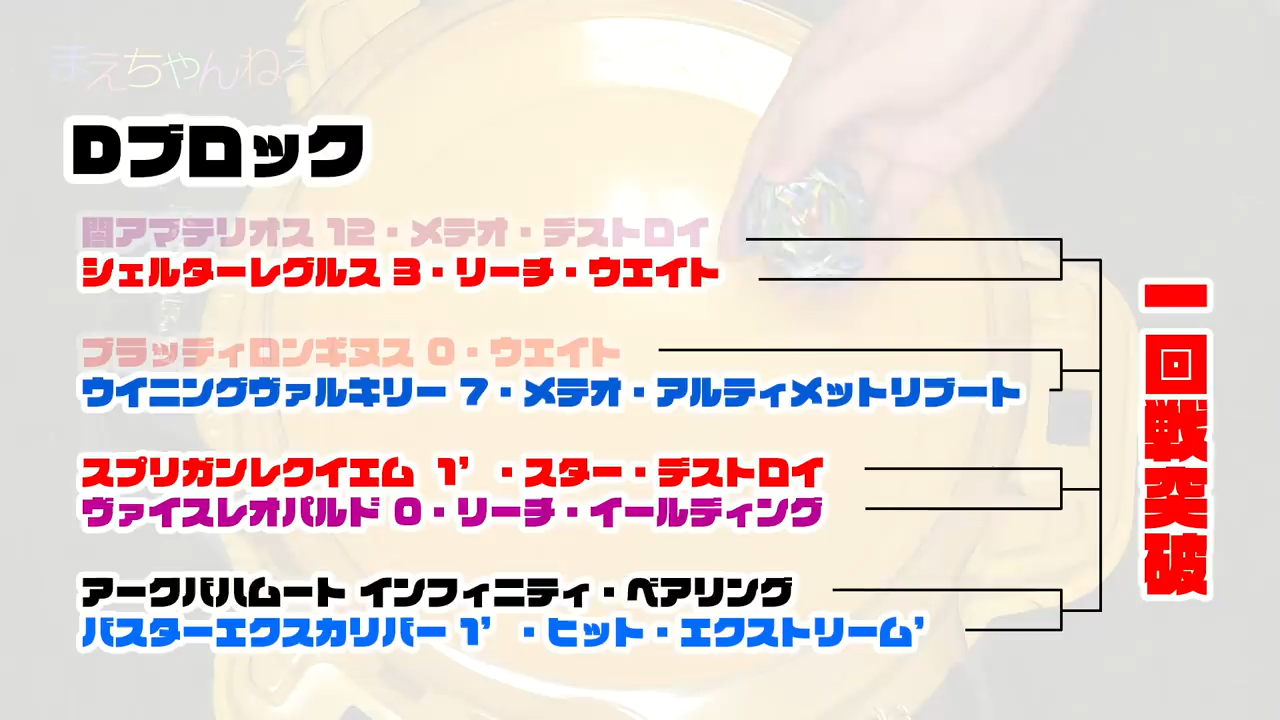 まえちゃんねる
Dブロック
闇アマテリオス 12・メテオ・デストロイ
シェルターレグルス 3・リーチ・ウエイト
ブラッディロンギヌス 0・ウエイト
ウイニングヴァルキリー 7・メテオ・アルティメットリブート
スプリガンレクイエム 1’・スター・デストロイ
ヴァイスレオパルド 0・リーチ・イールディング
アークバハムート インフィニティ・ベアリング
バスターエクスカリバー 1’・ヒット・エクストリーム’
一回戦突破